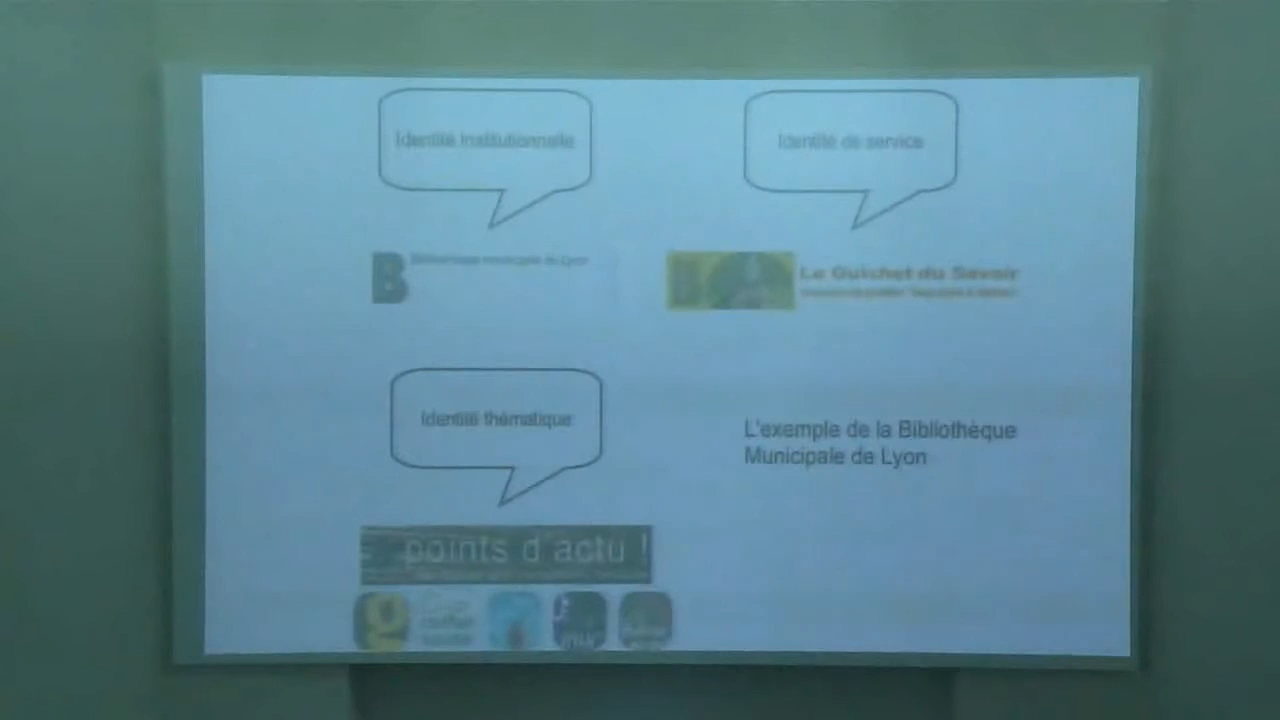 Identité institutionnelle
Identité de service
B
Bibliothèque municipale de Lyon
Le Guichet du Savoir
Identité thématique
L'exemple de la Bibliothèque
Municipale de Lyon
points d'actu !
g